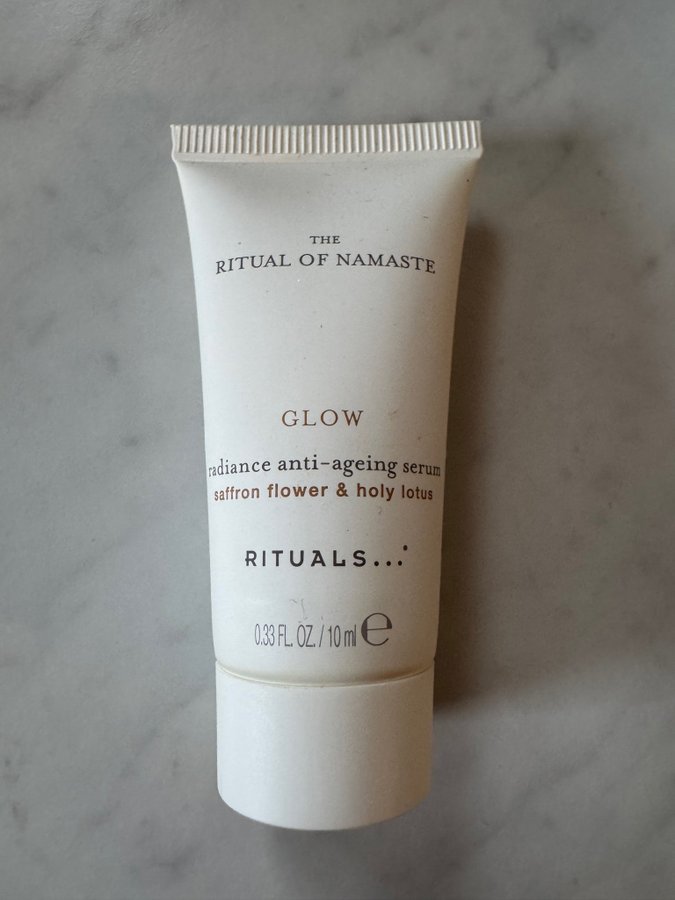 THE
RITUAL OF NAMASTE
GLOW
radiance anti-ageing serum
saffron flower & holy lotus
RITUALS...
0.33 FL. OZ. / 10 ml e